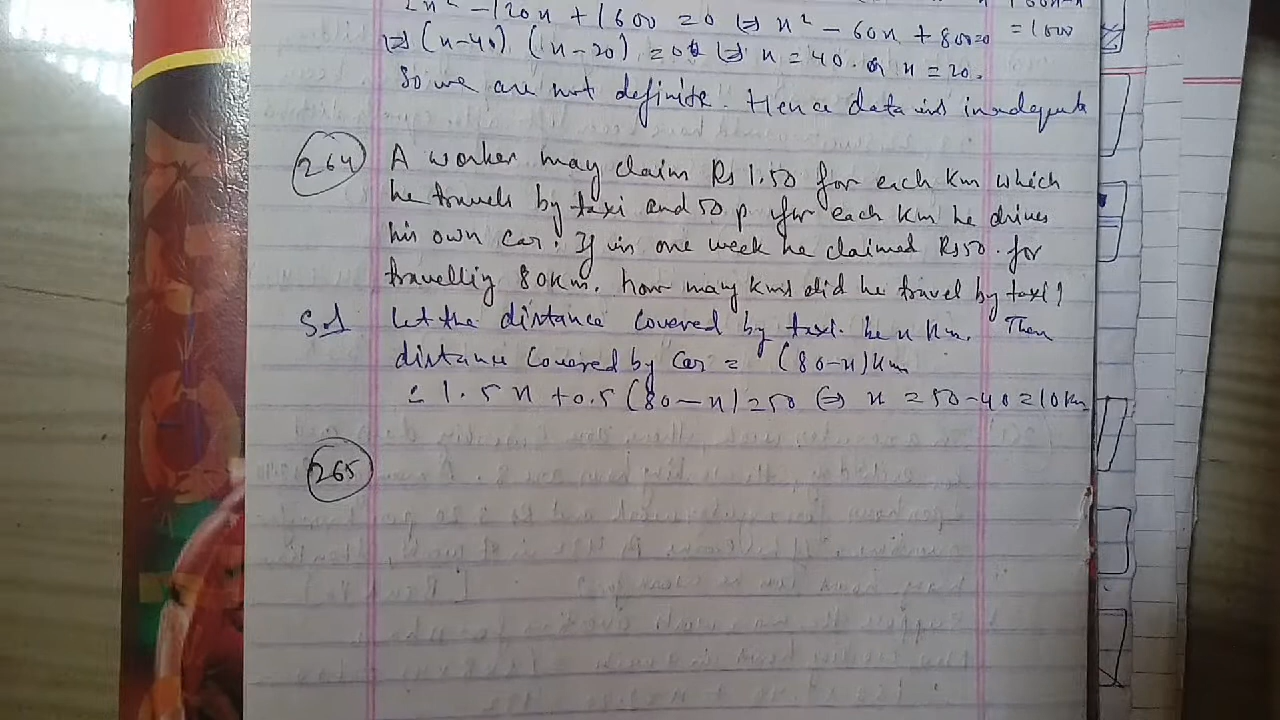 2x² - 120x + 1600 = 0 ⇒ x² - 60x + 800=0 = 1600
⇒ (x-40) (x-20) = 0 ⇒ x = 40. or x = 20.
So we are not definite. Hence data is inadequate
264 A worker may claim Rs 1.50 for each Km which
he travels by taxi and 50 p for each Km he drives
his own car. If in one week he claimed Rs 50. for
travelling 80 Km. how many Kms did he travel by taxi?
Sol Let the distance covered by taxi. be x Km. Then
distance covered by Car = (80-x) Km
∴ 1.5 x + 0.5 (80-x) = 50 ⇒ x = 50-40 = 10 Km
265